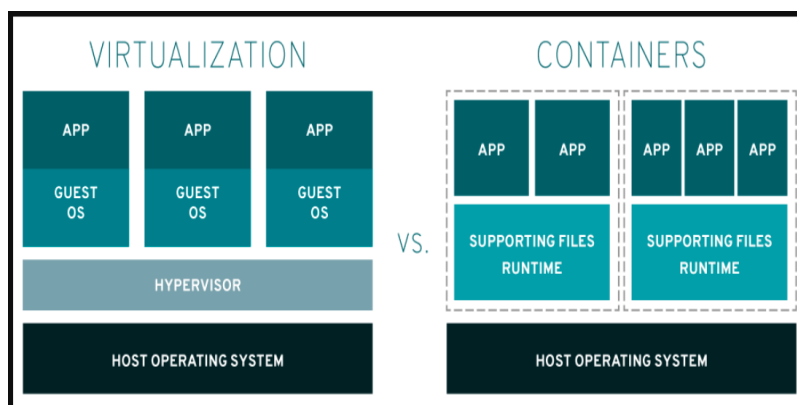 VIRTUALIZATION
APP
APP
APP
GUEST
OS
GUEST
OS
GUEST
OS
HYPERVISOR
HOST OPERATING SYSTEM
VS.
CONTAINERS
APP
APP
APP
APP
APP
SUPPORTING FILES
RUNTIME
SUPPORTING FILES
RUNTIME
HOST OPERATING SYSTEM